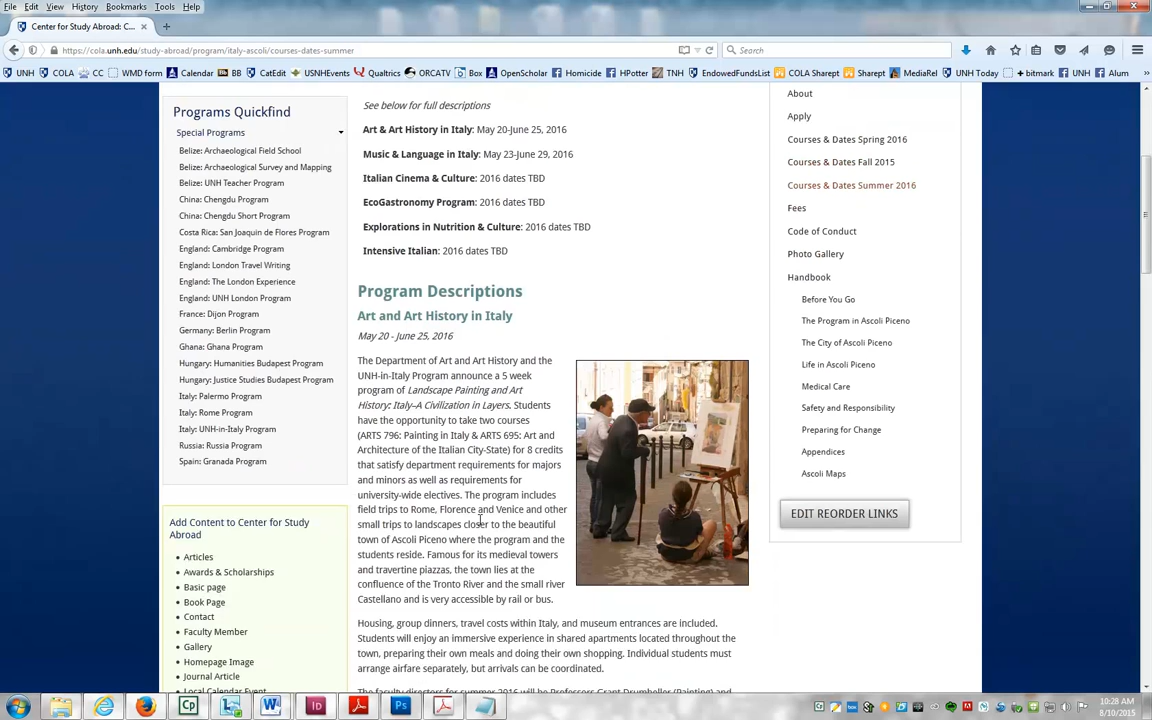 File Edit View History Bookmarks Tools Help
Center for Study Abroad: C...
https://cola.unh.edu/study-abroad/program/italy-ascoli/courses-dates-summer
Search
UNH COLA CC WMD form Calendar BB CatEdit USNHEvents Qualtrics ORCATV Box OpenScholar Homicide HPotter TNH EndowedFundsList COLA Sharept Sharept MediaRel UNH Today + bitmark UNH Alum
Programs Quickfind
Special Programs
Belize: Archaeological Field School
Belize: Archaeological Survey and Mapping
Belize: UNH Teacher Program
China: Chengdu Program
China: Chengdu Short Program
Costa Rica: San Joaquin de Flores Program
England: Cambridge Program
England: London Travel Writing
England: The London Experience
England: UNH London Program
France: Dijon Program
Germany: Berlin Program
Ghana: Ghana Program
Hungary: Humanities Budapest Program
Hungary: Justice Studies Budapest Program
Italy: Palermo Program
Italy: Rome Program
Italy: UNH-in-Italy Program
Russia: Russia Program
Spain: Granada Program
Add Content to Center for Study
Abroad
Articles
Awards & Scholarships
Basic page
Book Page
Contact
Faculty Member
Gallery
Homepage Image
Journal Article
Local Calendar Event
See below for full descriptions
Art & Art History in Italy: May 20-June 25, 2016
Music & Language in Italy: May 23-June 29, 2016
Italian Cinema & Culture: 2016 dates TBD
EcoGastronomy Program: 2016 dates TBD
Explorations in Nutrition & Culture: 2016 dates TBD
Intensive Italian: 2016 dates TBD
Program Descriptions
Art and Art History in Italy
May 20 - June 25, 2016
The Department of Art and Art History and the
UNH-in-Italy Program announce a 5 week
program of Landscape Painting and Art
History: Italy–A Civilization in Layers. Students
have the opportunity to take two courses
(ARTS 796: Painting in Italy & ARTS 695: Art and
Architecture of the Italian City-State) for 8 credits
that satisfy department requirements for majors
and minors as well as requirements for
university-wide electives. The program includes
field trips to Rome, Florence and Venice and other
small trips to landscapes closer to the beautiful
town of Ascoli Piceno where the program and the
students reside. Famous for its medieval towers
and travertine piazzas, the town lies at the
confluence of the Tronto River and the small river
Castellano and is very accessible by rail or bus.
Housing, group dinners, travel costs within Italy, and museum entrances are included.
Students will enjoy an immersive experience in shared apartments located throughout the
town, preparing their own meals and doing their own shopping. Individual students must
arrange airfare separately, but arrivals can be coordinated.
The faculty directors for summer 2016 will be Professors Grant Drumheller (Painting) and
About
Apply
Courses & Dates Spring 2016
Courses & Dates Fall 2015
Courses & Dates Summer 2016
Fees
Code of Conduct
Photo Gallery
Handbook
Before You Go
The Program in Ascoli Piceno
The City of Ascoli Piceno
Life in Ascoli Piceno
Medical Care
Safety and Responsibility
Preparing for Change
Appendices
Ascoli Maps
EDIT REORDER LINKS
10:28 AM
8/10/2015